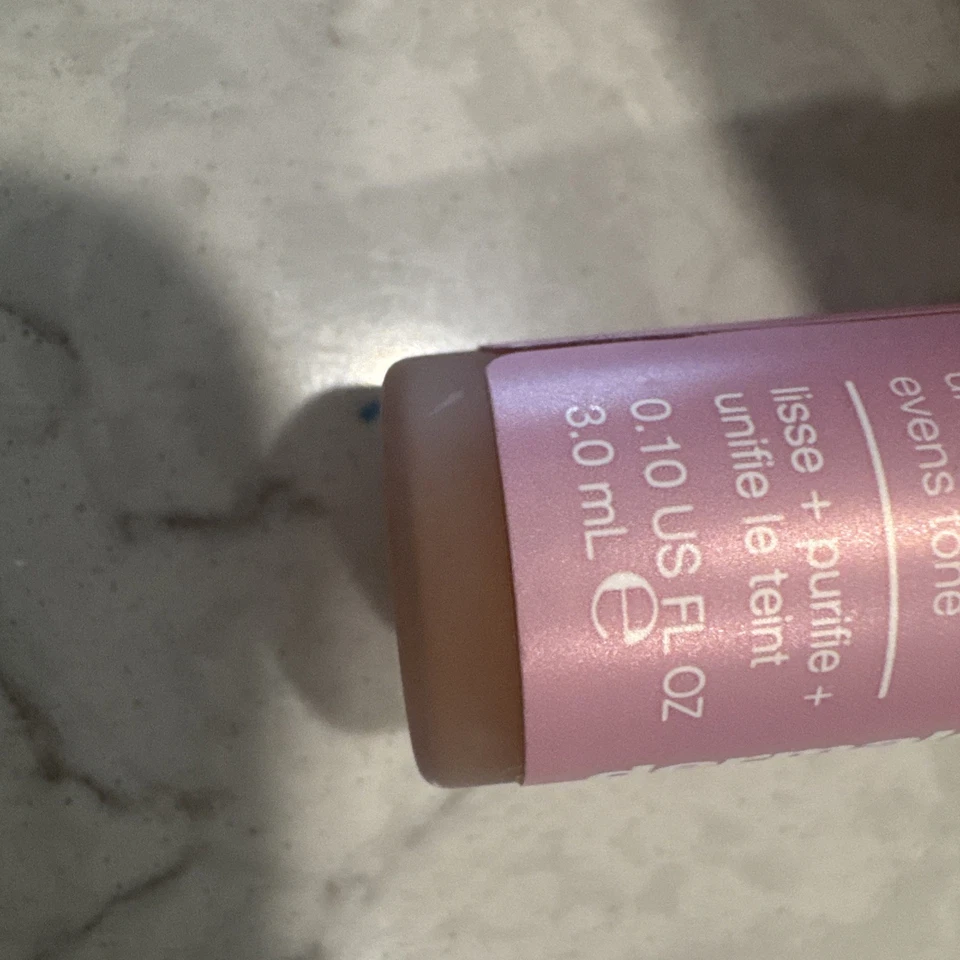 evens tone
lisse + purifie +
unifie le teint
0.10 US FL OZ
3.0 mL e